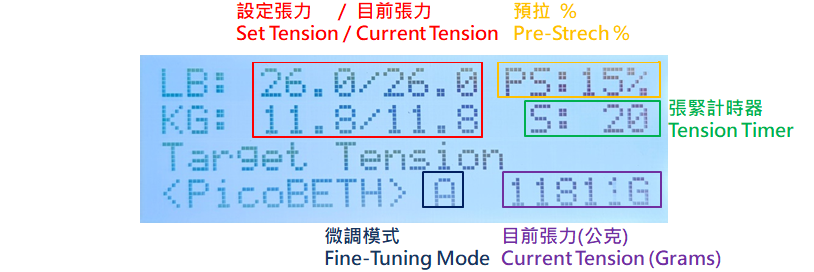 設定張力 / 目前張力 預拉 %
Set Tension / Current Tension Pre-Strech %
LB: 26.0/26.0 PS:15%
KG: 11.8/11.8 S: 20
張緊計時器
Tension Timer
Target Tension
<PicoBETH> A 11813G
微調模式 目前張力(公克)
Fine-Tuning Mode Current Tension (Grams)